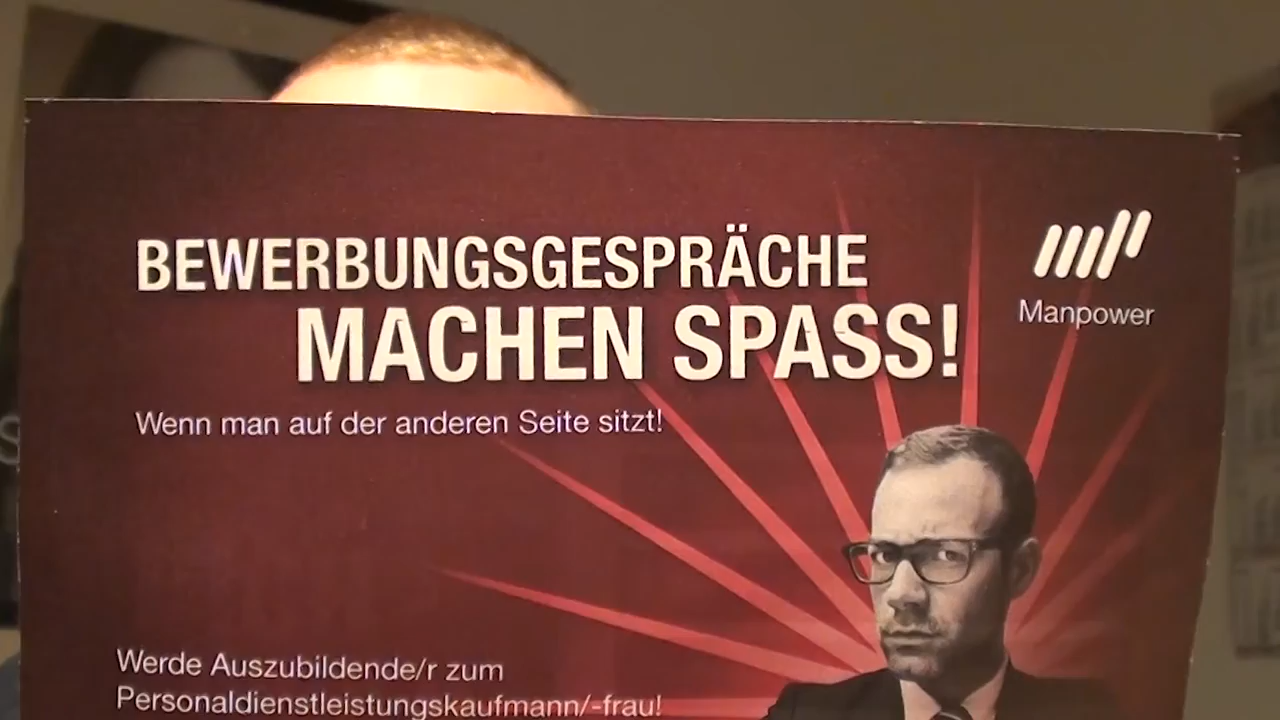 BEWERBUNGSGESPRÄCHE
MACHEN SPASS!
Manpower
Wenn man auf der anderen Seite sitzt!
Werde Auszubildende/r zum
Personaldienstleistungskaufmann/-frau!